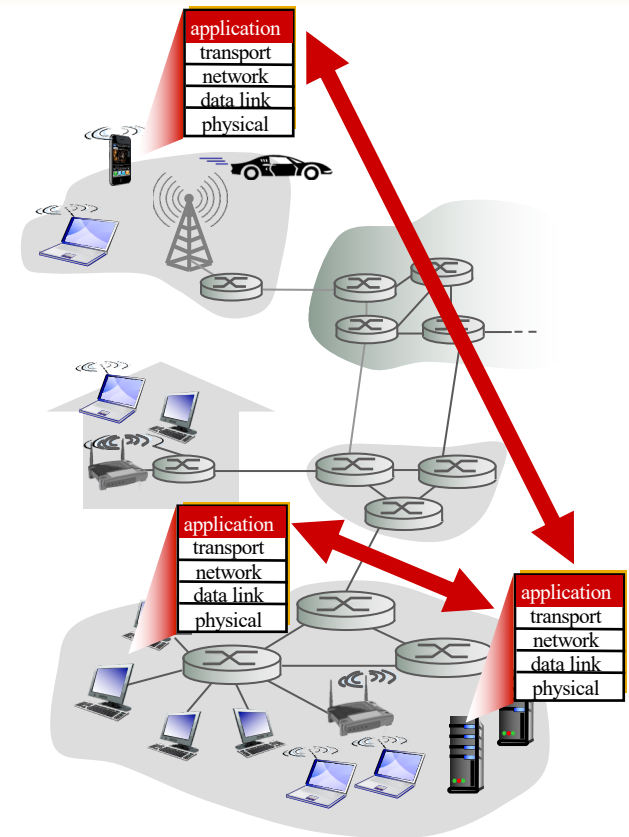 application
transport
network
data link
physical
application
transport
network
data link
physical
application
transport
network
data link
physical